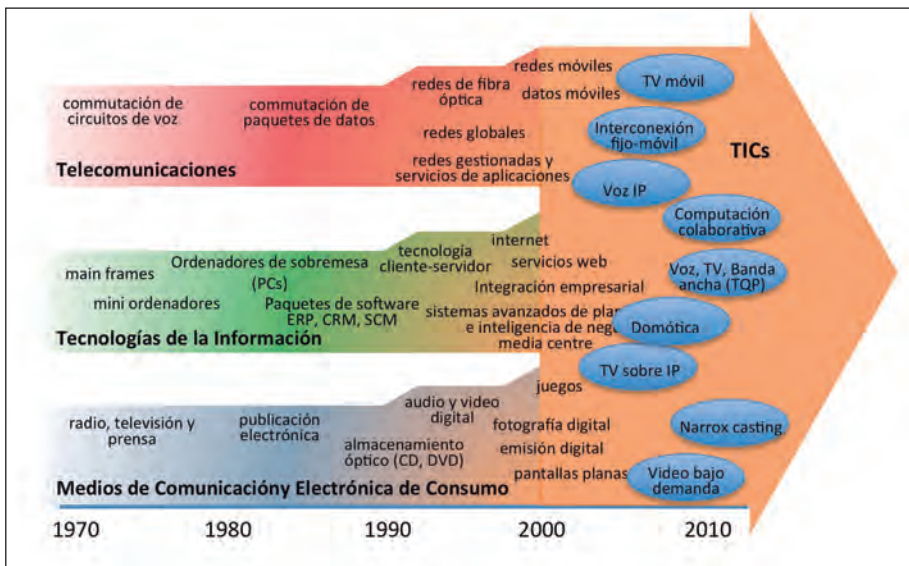 redes móviles
TV móvil
redes de fibra
óptica
datos móviles
commutación de
circuitos de voz
commutación de
paquetes de datos
redes globales
Interconexión
fijo-móvil
TICs
redes gestionadas y
servicios de aplicaciones
Telecomunicaciones
Voz IP
Computación
colaborativa
internet
tecnología
cliente-servidor
servicios web
main frames
Ordenadores de sobremesa
(PCs)
Voz, TV, Banda
ancha (TQP)
Integración empresarial
mini ordenadores
Paquetes de software
ERP, CRM, SCM
sistemas avanzados de
e inteligencia de
media centre
Domótica
Tecnologías de la Información
TV sobre IP
juegos
audio y video
digital
radio, televisión y
prensa
publicación
electrónica
fotografía digital
Narrox casting
almacenamiento
óptico (CD, DVD)
emisión digital
pantallas planas
Video bajo
demanda
Medios de Comunicacióny Electrónica de Consumo
1970 1980 1990 2000 2010